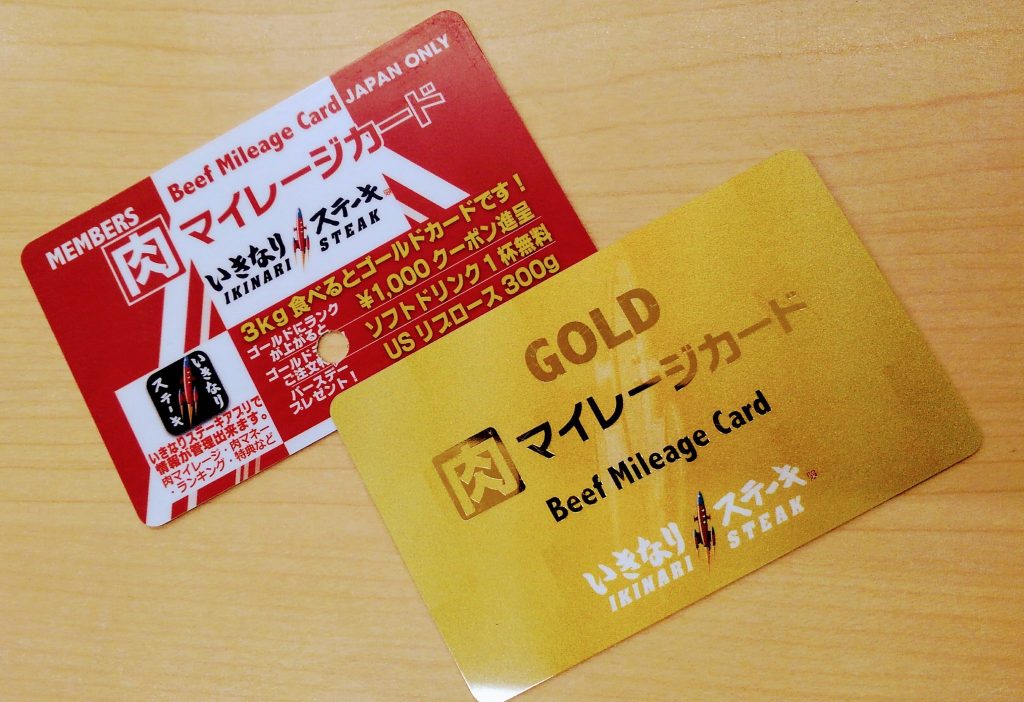 MEMBERS
Beef Mileage Card JAPAN ONLY
肉 マイレージカード
いきなりステーキ
IKINARI STEAK
3kg食べるとゴールドカードです!
ゴールドにランク
が上がると
¥1,000クーポン進呈
ゴールド
ご注文
ソフトドリンク1杯無料
バースデー
プレゼント!
USリブロース300g
いきなり
ステーキ
いきなりステーキアプリで
情報が管理出来ます。
肉マイレージ・肉マネー
・ランキング・特典など
GOLD
肉 マイレージカード
Beef Mileage Card
いきなりステーキ
IKINARI STEAK